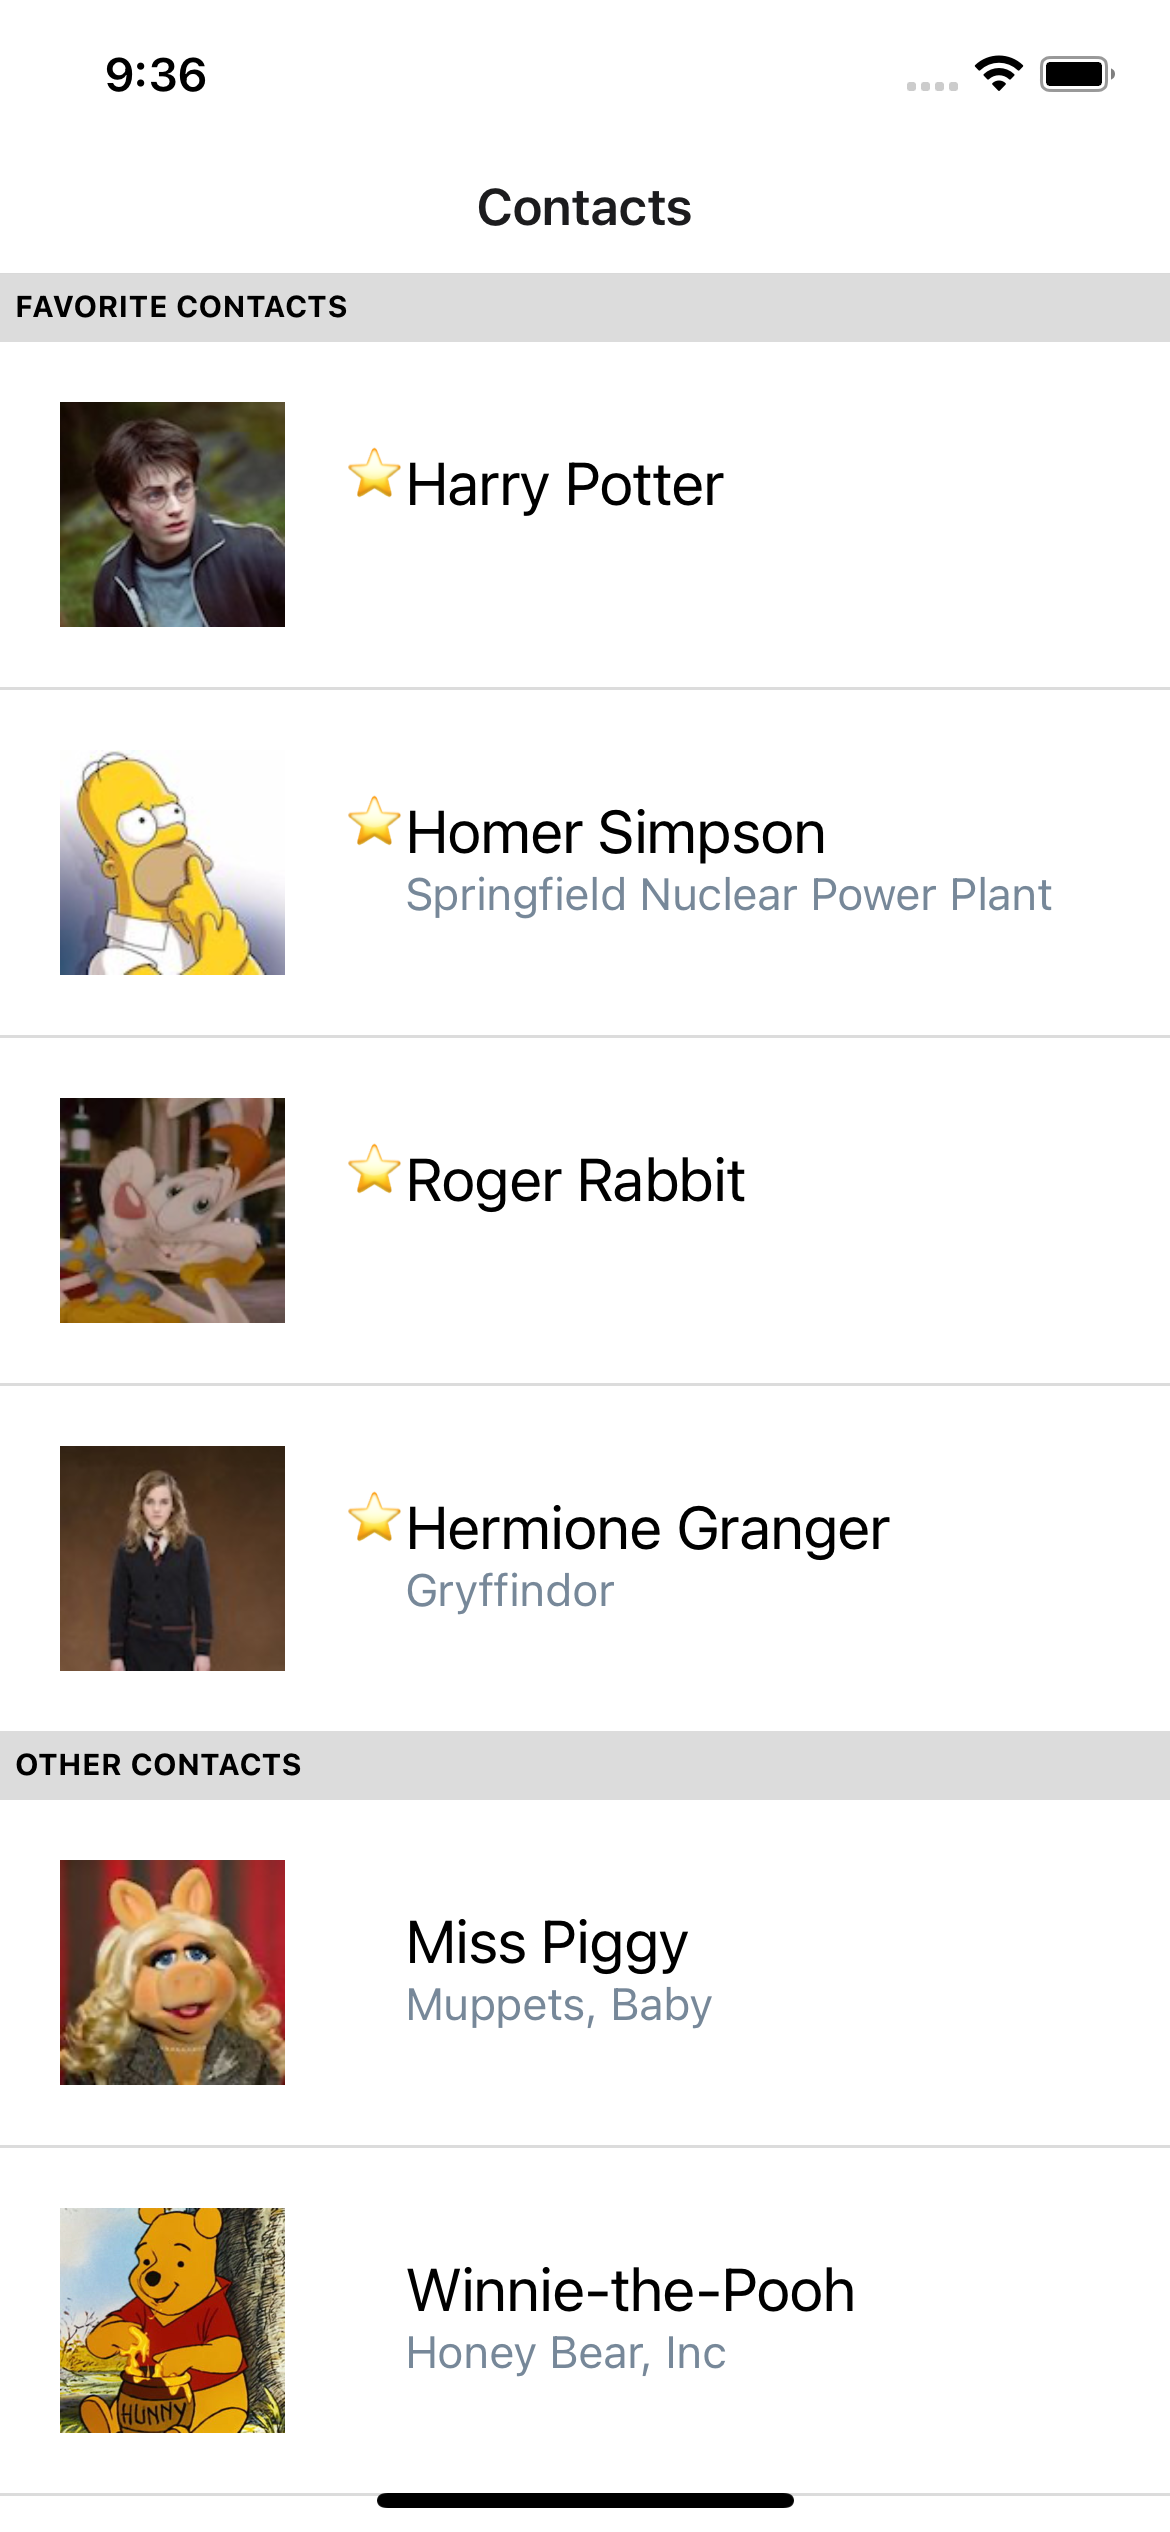 9:36
Contacts
FAVORITE CONTACTS
⭐Harry Potter
⭐Homer Simpson
Springfield Nuclear Power Plant
⭐Roger Rabbit
⭐Hermione Granger
Gryffindor
OTHER CONTACTS
Miss Piggy
Muppets, Baby
Winnie-the-Pooh
Honey Bear, Inc
HUNNY